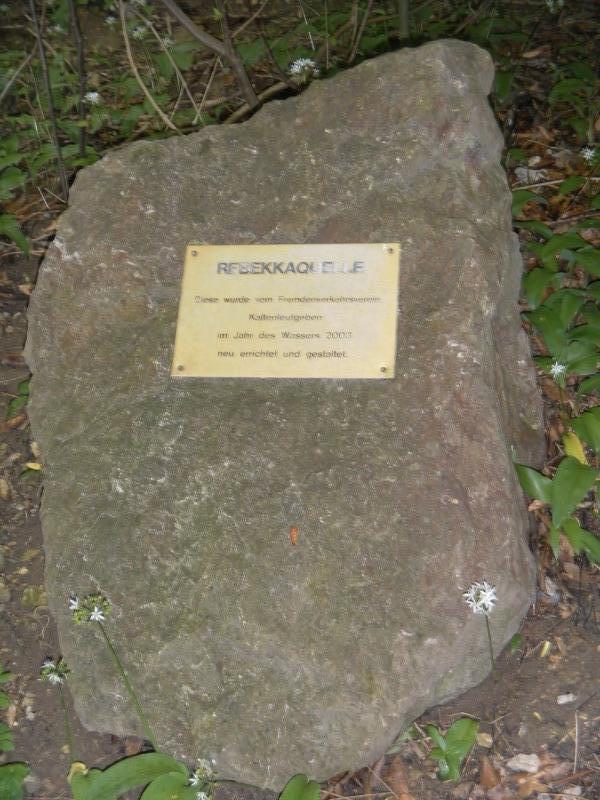 REBEKKAQUELLE
Diese wurde vom Fremdenverkehrsverein
Kaltenleutgeben
im Jahr des Wassers 2003
neu errichtet und gestaltet.